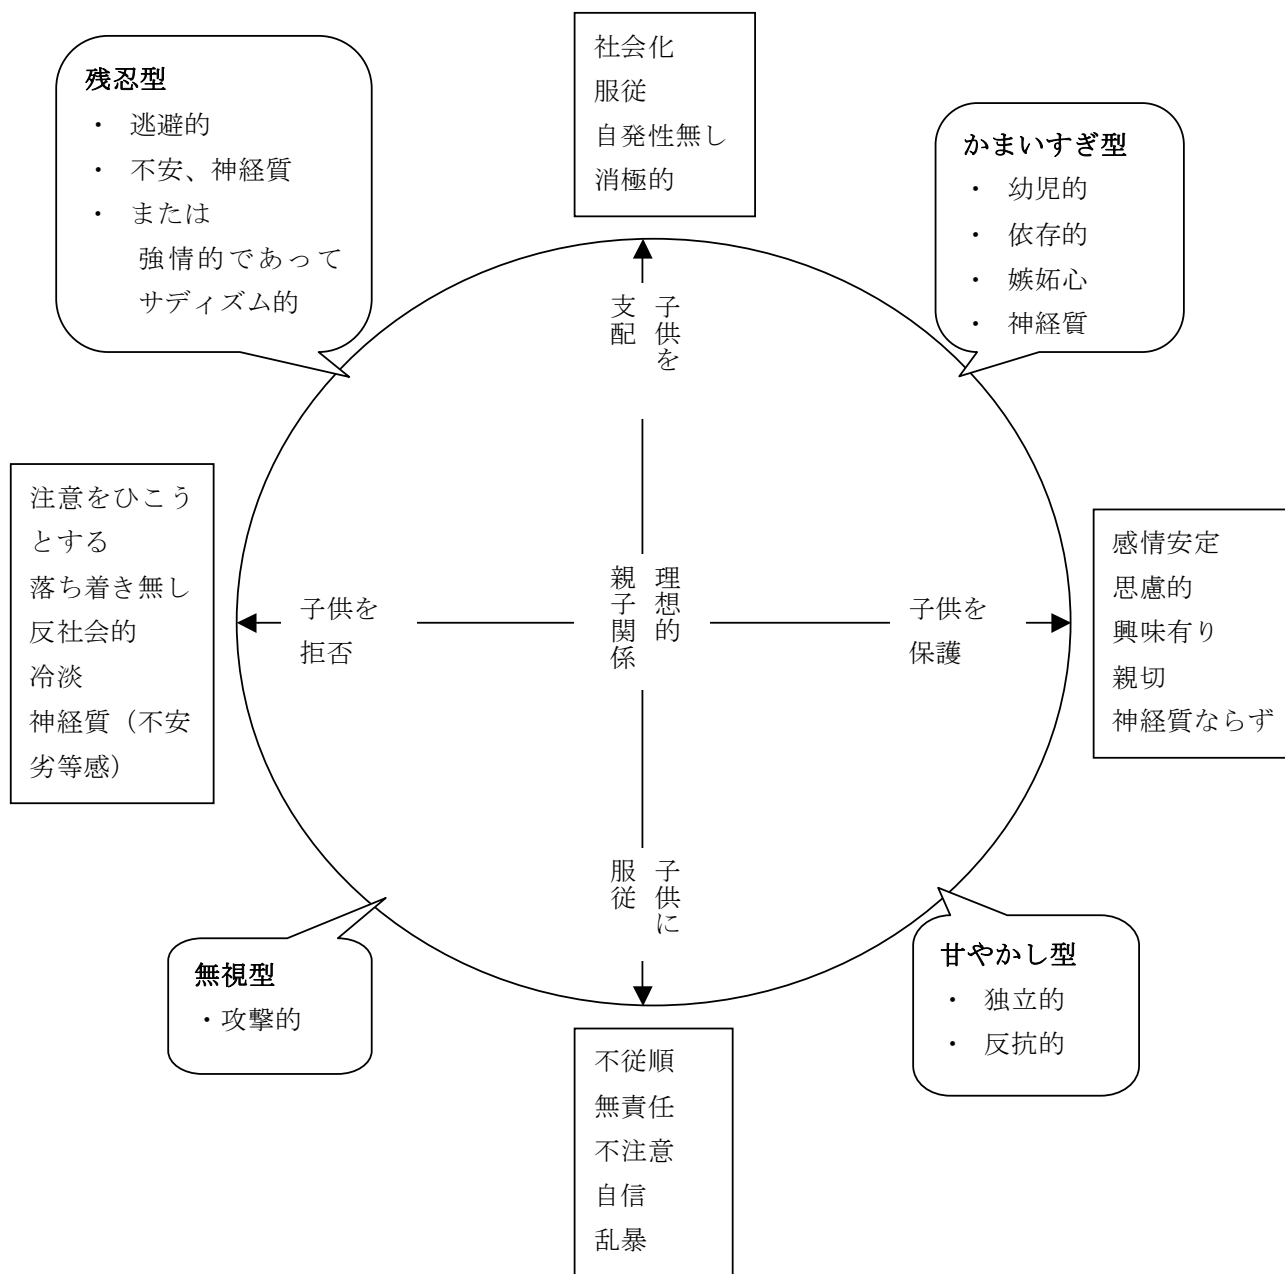 社会化
服従
自発性無し
消極的
残忍型
・ 逃避的
・ 不安、神経質
・ または
強情的であって
サディズム的
かまいすぎ型
・ 幼児的
・ 依存的
・ 嫉妬心
・ 神経質
子供を
支配
注意をひこう
とする
落ち着き無し
反社会的
冷淡
神経質（不安
劣等感）
子供を
拒否
理想的
親子関係
子供を
保護
感情安定
思慮的
興味有り
親切
神経質ならず
子供に
服従
無視型
・攻撃的
甘やかし型
・ 独立的
・ 反抗的
不従順
無責任
不注意
自信
乱暴